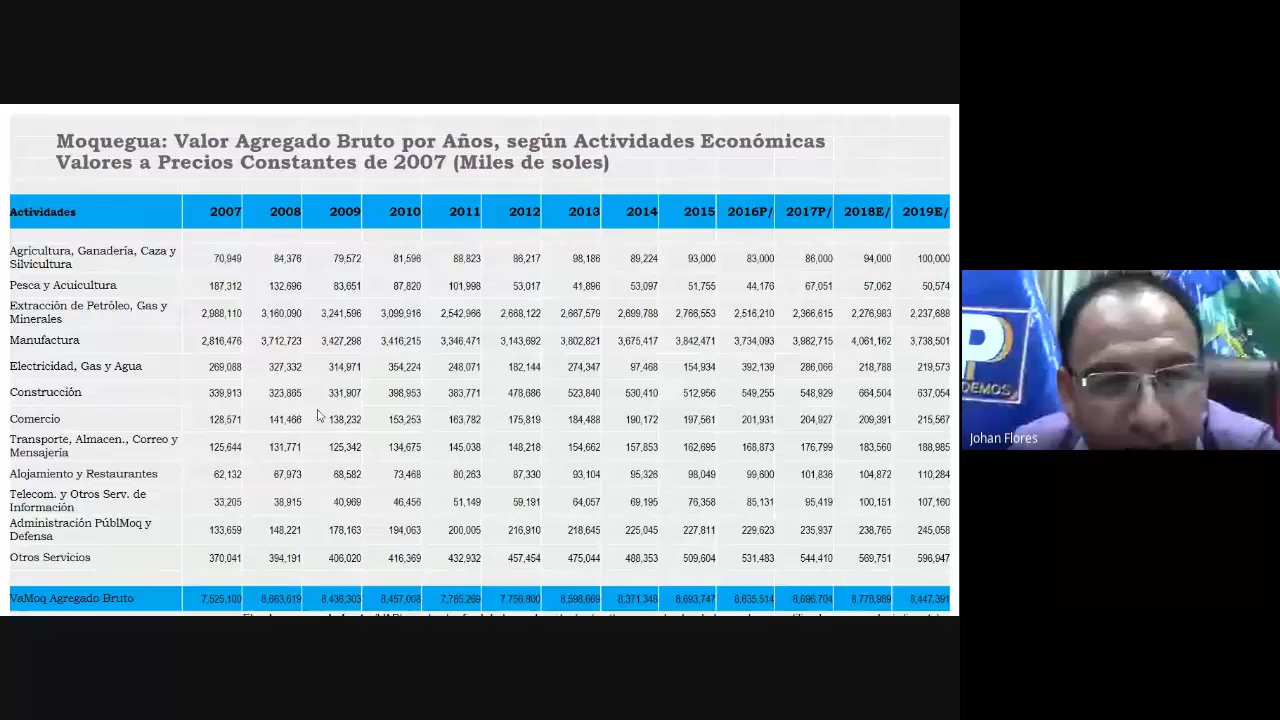 Moquegua: Valor Agregado Bruto por Años, según Actividades Económicas
Valores a Precios Constantes de 2007 (Miles de soles)
Actividades 2007 2008 2009 2010 2011 2012 2013 2014 2015 2016P/ 2017P/ 2018E/ 2019E/
Agricultura, Ganadería, Caza y
Silvicultura 70,949 84,376 79,572 81,596 88,823 86,217 98,186 89,224 93,000 83,000 86,000 94,000 100,000
Pesca y Acuicultura 187,312 132,696 83,651 87,820 101,996 53,017 41,896 53,097 51,755 44,176 67,051 57,062 50,574
Extracción de Petróleo, Gas y
Minerales 2,988,110 3,160,090 3,241,596 3,099,916 2,542,966 2,668,122 2,667,579 2,699,788 2,766,553 2,516,210 2,366,615 2,276,983 2,237,688
Manufactura 2,816,476 3,712,723 3,427,298 3,416,215 3,346,471 3,143,692 3,802,821 3,675,417 3,842,471 3,734,093 3,982,715 4,061,162 3,738,501
Electricidad, Gas y Agua 269,088 327,332 314,971 354,224 248,071 182,144 274,347 97,468 154,934 392,139 286,066 218,788 219,573
Construcción 339,913 323,865 331,907 398,953 383,771 478,686 523,840 530,410 512,956 549,255 548,929 664,504 637,054
Comercio 128,571 141,466 138,232 153,253 163,782 175,819 184,488 190,172 197,561 201,931 204,927 209,391 215,567
Transporte, Almacen., Correo y
Mensajería 125,644 131,771 125,342 134,675 145,038 148,218 154,662 157,853 162,695 168,873 176,799 183,560 188,985
Alojamiento y Restaurantes 62,132 67,973 68,582 73,468 80,263 87,330 93,104 95,326 98,049 99,600 101,836 104,872 110,284
Telecom. y Otros Serv. de
Información 33,205 38,915 40,969 46,456 51,149 59,191 64,057 69,195 76,358 85,131 95,419 100,151 107,160
Administración PúblMoq y
Defensa 133,659 148,221 178,163 194,063 200,005 216,910 218,645 225,045 227,811 229,623 235,937 238,765 245,058
Otros Servicios 370,041 394,191 406,020 416,369 432,932 457,454 475,044 488,353 509,604 531,483 544,410 569,751 596,947
VaMoq Agregado Bruto 7,525,100 8,663,619 8,436,303 8,457,008 7,785,269 7,756,800 8,598,669 8,371,348 8,693,747 8,635,514 8,696,704 8,778,989 8,447,391
P
DEMOS
Johan Flores